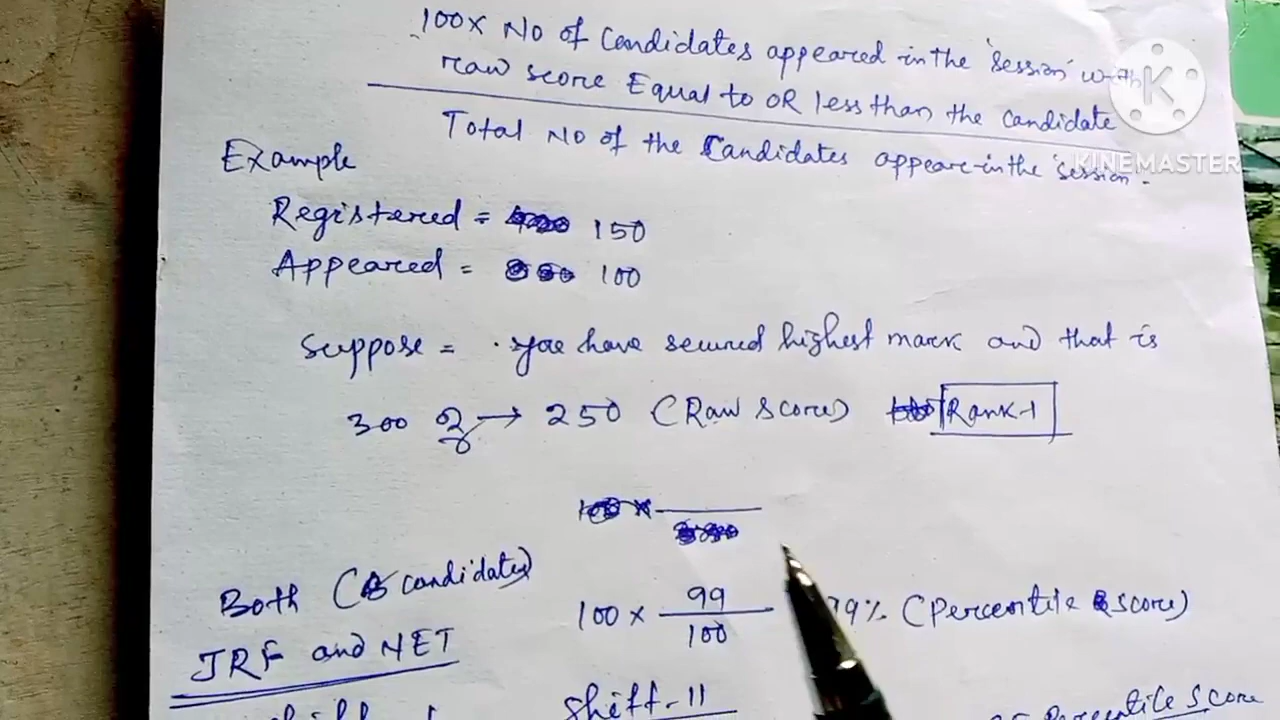 100x No of Candidates appeared in the 'session' with
raw score Equal to OR less than the candidate
Total No of the Candidates appear in the 'session'.
Example
Registered = 150
Appeared = 100
Suppose = you have secured highest mark and that is
300 → 250 (Raw Score) Rank-1
Both ( candidates)
100 × 99/100 99% (Percentile Score)
JRF and NET
Shift-II
Percentile Score
K
KINEMASTER